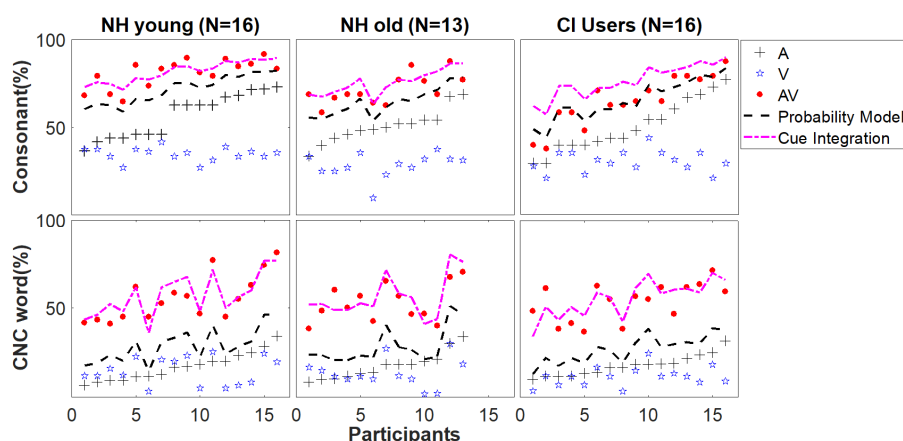 NH young (N=16)
NH old (N=13)
CI Users (N=16)
Consonant(%)
100
50
A
V
AV
Probability Model
Cue Integration
CNC word(%)
100
50
0
5
10
15
0
5
10
15
0
5
10
15
Participants